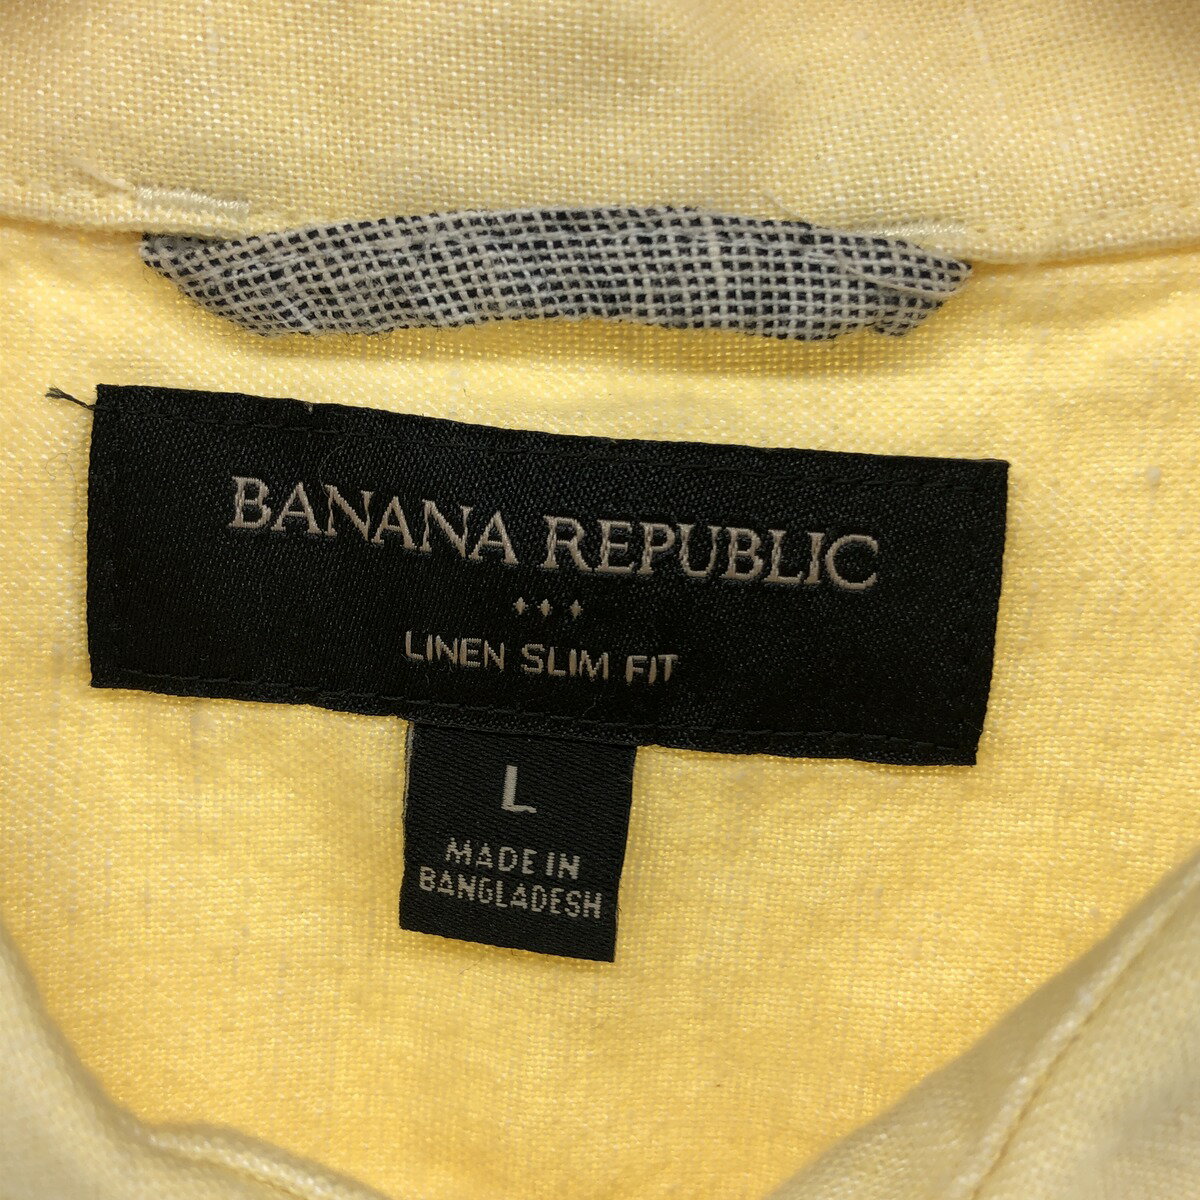 BANANA REPUBLIC
LINEN SLIM FIT
L
MADE IN
BANGLADESH